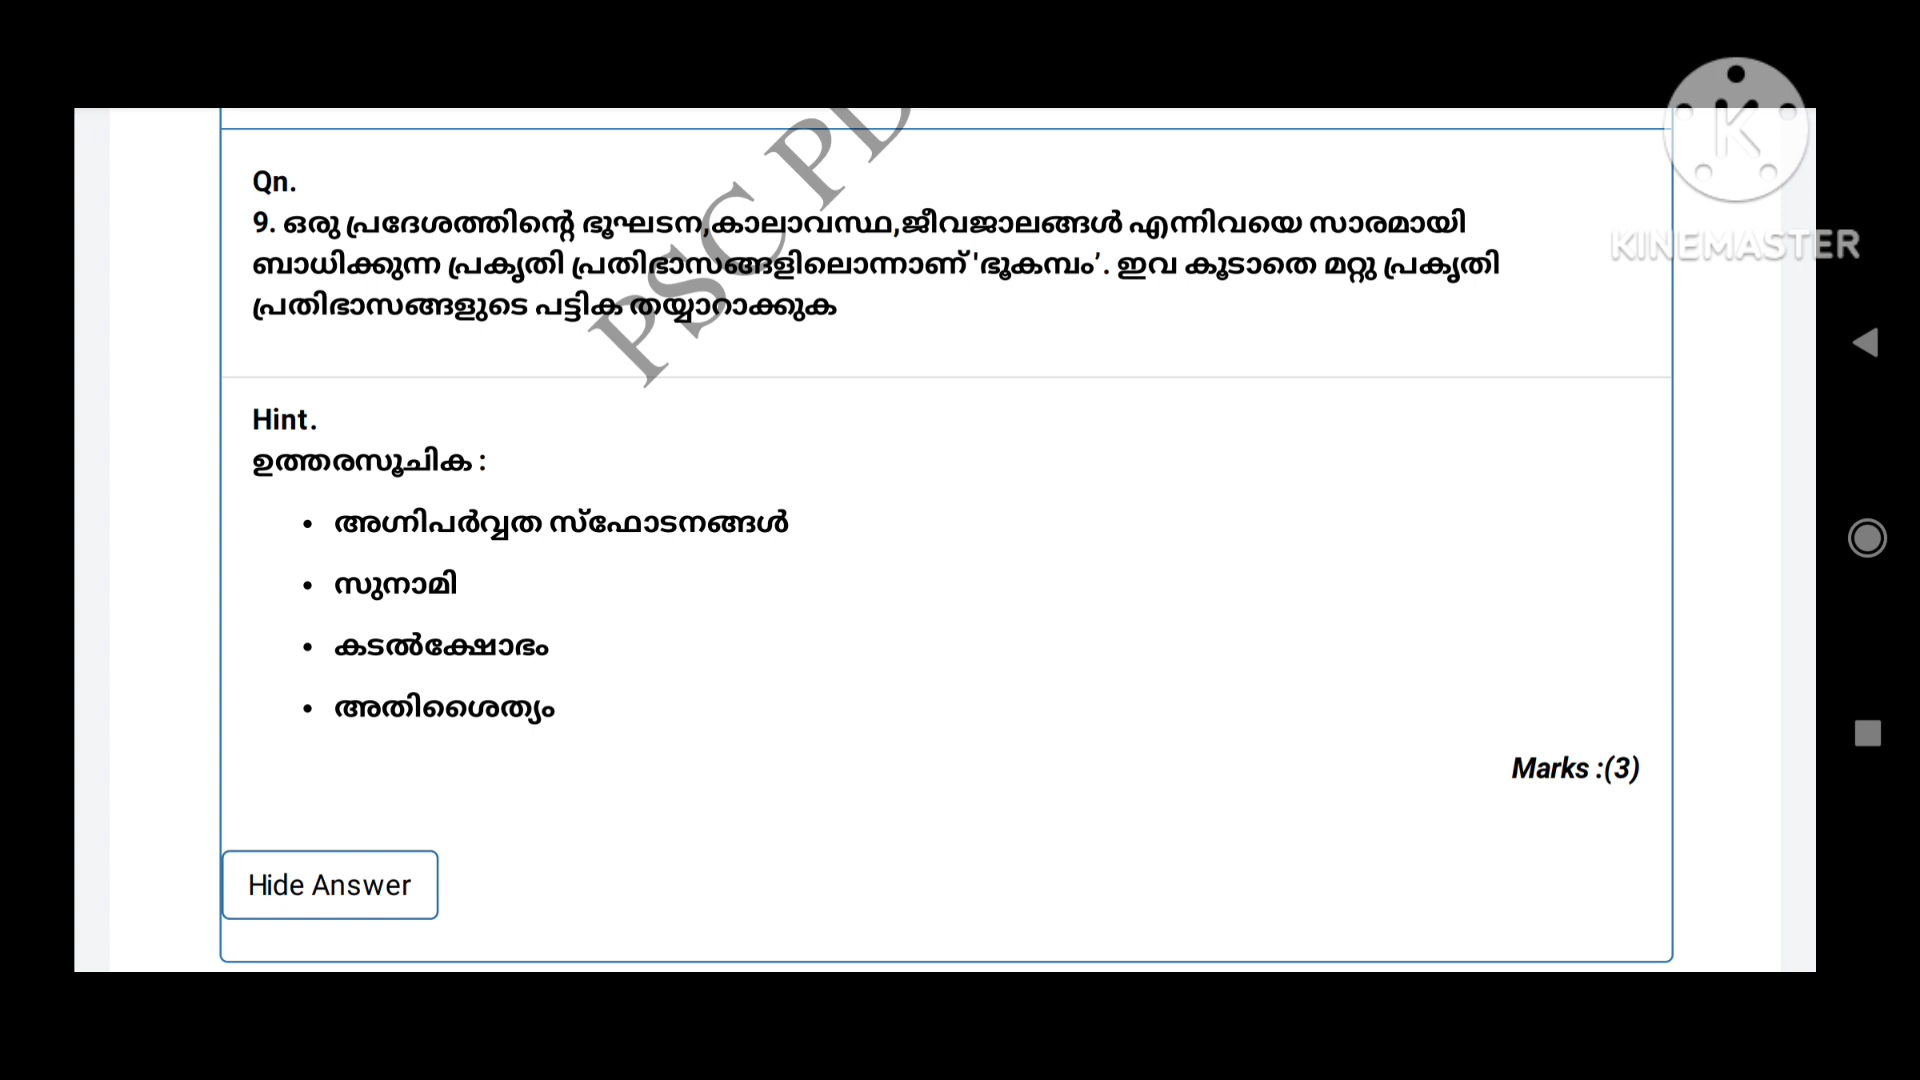 PSC PD
KINEMASTER
Qn.
9. ഒരു പ്രദേശത്തിന്റെ ഭൂഘടന,കാലാവസ്ഥ,ജീവജാലങ്ങൾ എന്നിവയെ സാരമായി
ബാധിക്കുന്ന പ്രകൃതി പ്രതിഭാസങ്ങളിലൊന്നാണ് 'ഭൂകമ്പം’. ഇവ കൂടാതെ മറ്റു പ്രകൃതി
പ്രതിഭാസങ്ങളുടെ പട്ടിക തയ്യാറാക്കുക
Hint.
ഉത്തരസൂചിക :
• അഗ്നിപർവ്വത സ്ഫോടനങ്ങൾ
• സുനാമി
• കടൽക്ഷോഭം
• അതിശൈത്യം
Marks :(3)
Hide Answer